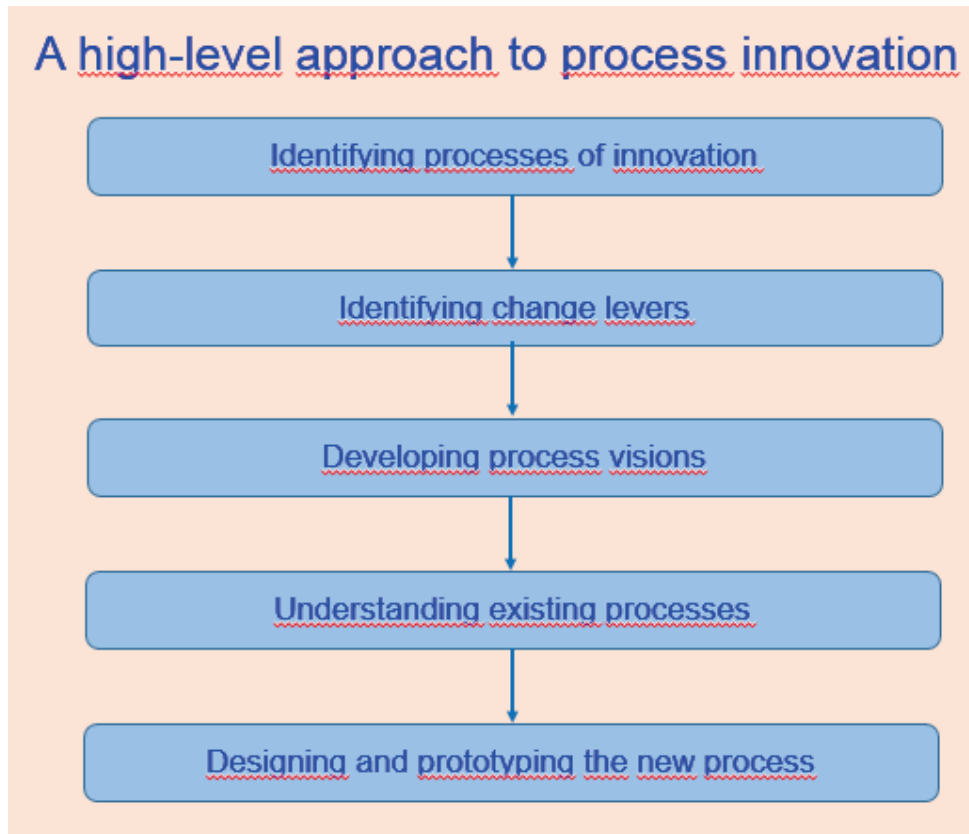 A high-level approach to process innovation
Identifying processes of innovation
Identifying change levers
Developing process visions
Understanding existing processes
Designing and prototyping the new process